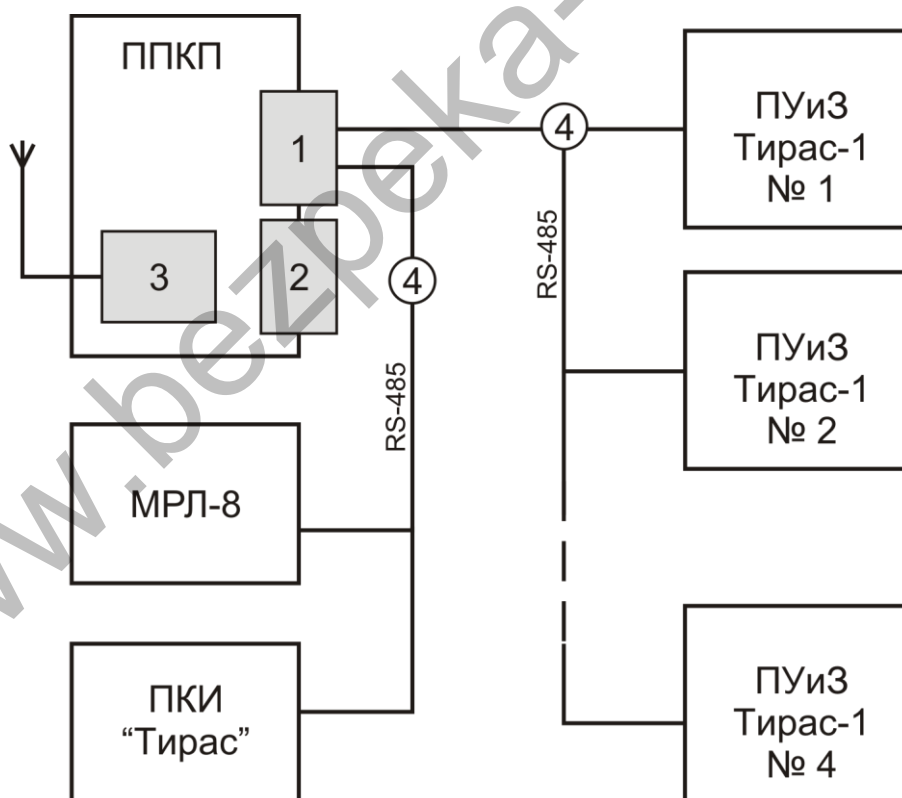 ППКП
1
2
3
4
RS-485
4
RS-485
МРЛ-8
ПКИ
“Тирас”
ПУиЗ
Тирас-1
№ 1
ПУиЗ
Тирас-1
№ 2
ПУиЗ
Тирас-1
№ 4
w.bezpeka-